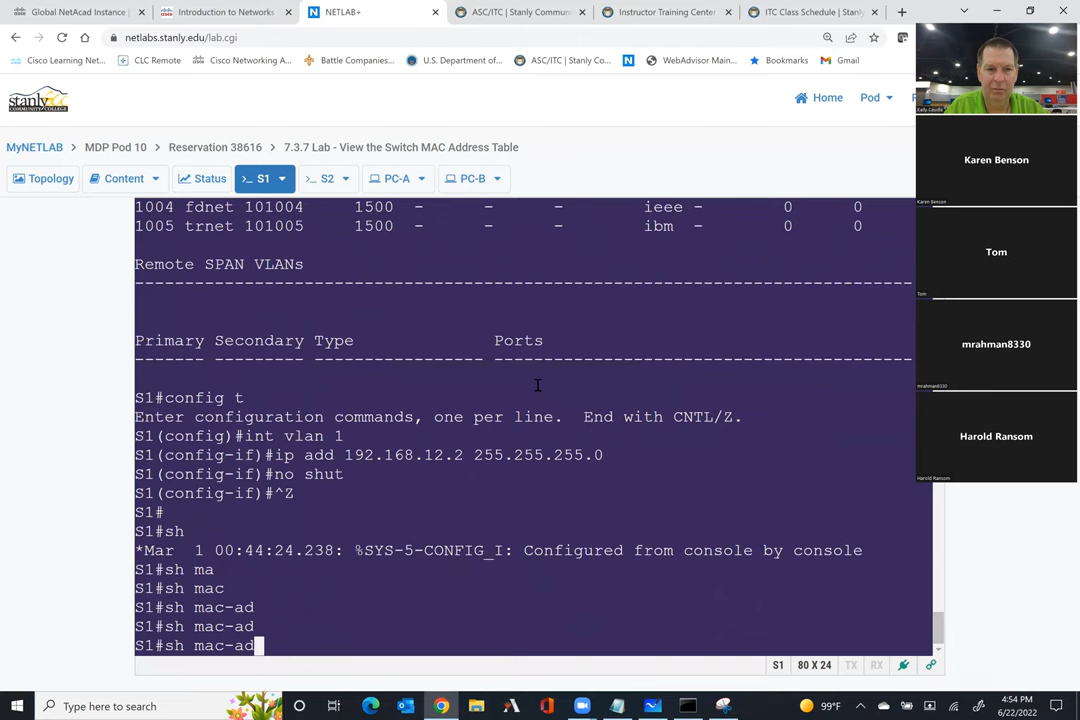 Global NetAcad Instance |
Introduction to Networks
NETLAB+
ASC/ITC | Stanly Commun
Instructor Training Center
ITC Class Schedule | Stanly
netlabs.stanly.edu/lab.cgi
Cisco Learning Net...
CLC Remote
Cisco Networking A...
Battle Companies...
U.S. Department of...
ASC/ITC | Stanly Co...
WebAdvisor Main...
Bookmarks
Gmail
Home
Pod
MyNETLAB > MDP Pod 10 > Reservation 38616 > 7.3.7 Lab - View the Switch MAC Address Table
Topology
Content
Status
>_ S1
>_ S2
PC-A
PC-B
1004 fdnet 101004 1500 - - - ieee - 0 0
1005 trnet 101005 1500 - - - ibm - 0 0
Remote SPAN VLANs
------------------------------------------------------------------------------
Primary Secondary Type Ports
------- --------- ----------------- ------------------------------------------
S1#config t
Enter configuration commands, one per line. End with CNTL/Z.
S1(config)#int vlan 1
S1(config-if)#ip add 192.168.12.2 255.255.255.0
S1(config-if)#no shut
S1(config-if)#^Z
S1#
S1#sh
*Mar 1 00:44:24.238: %SYS-5-CONFIG_I: Configured from console by console
S1#sh ma
S1#sh mac
S1#sh mac-ad
S1#sh mac-ad
S1#sh mac-ad
S1
80 X 24
TX
RX
Kelly Caudle
Karen Benson
Karen Benson
Tom
Tom
mrahman8330
mrahman8330
Harold Ransom
Harold Ransom
Type here to search
99°F
4:54 PM
6/22/2022